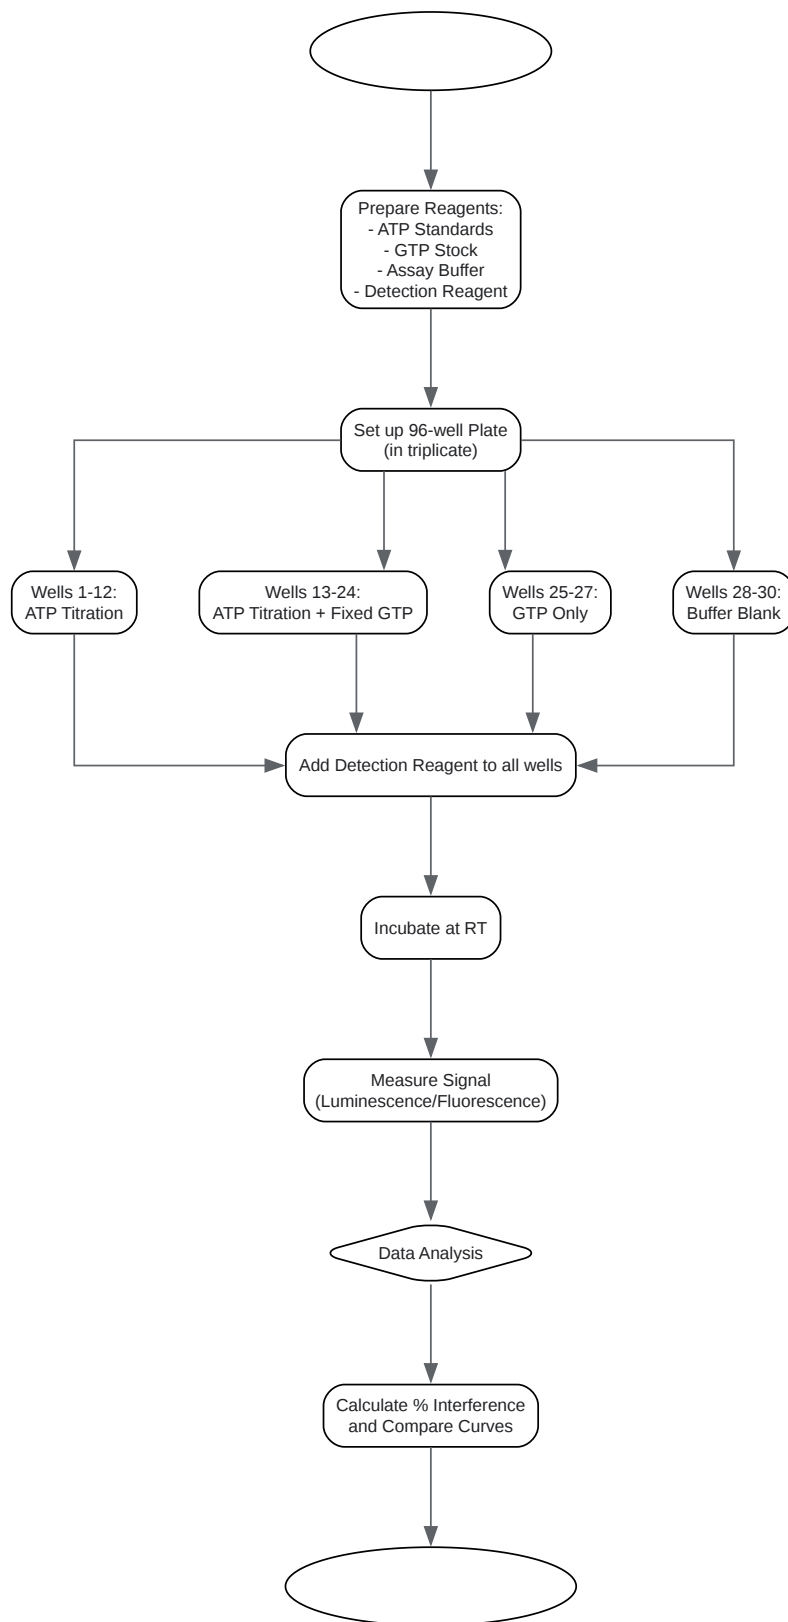 Prepare Reagents:
- ATP Standards
- GTP Stock
- Assay Buffer
- Detection Reagent
Set up 96-well Plate
(in triplicate)
Wells 1-12:
ATP Titration
Wells 13-24:
ATP Titration + Fixed GTP
Wells 25-27:
GTP Only
Wells 28-30:
Buffer Blank
Add Detection Reagent to all wells
Incubate at RT
Measure Signal
(Luminescence/Fluorescence)
Data Analysis
Calculate % Interference
and Compare Curves